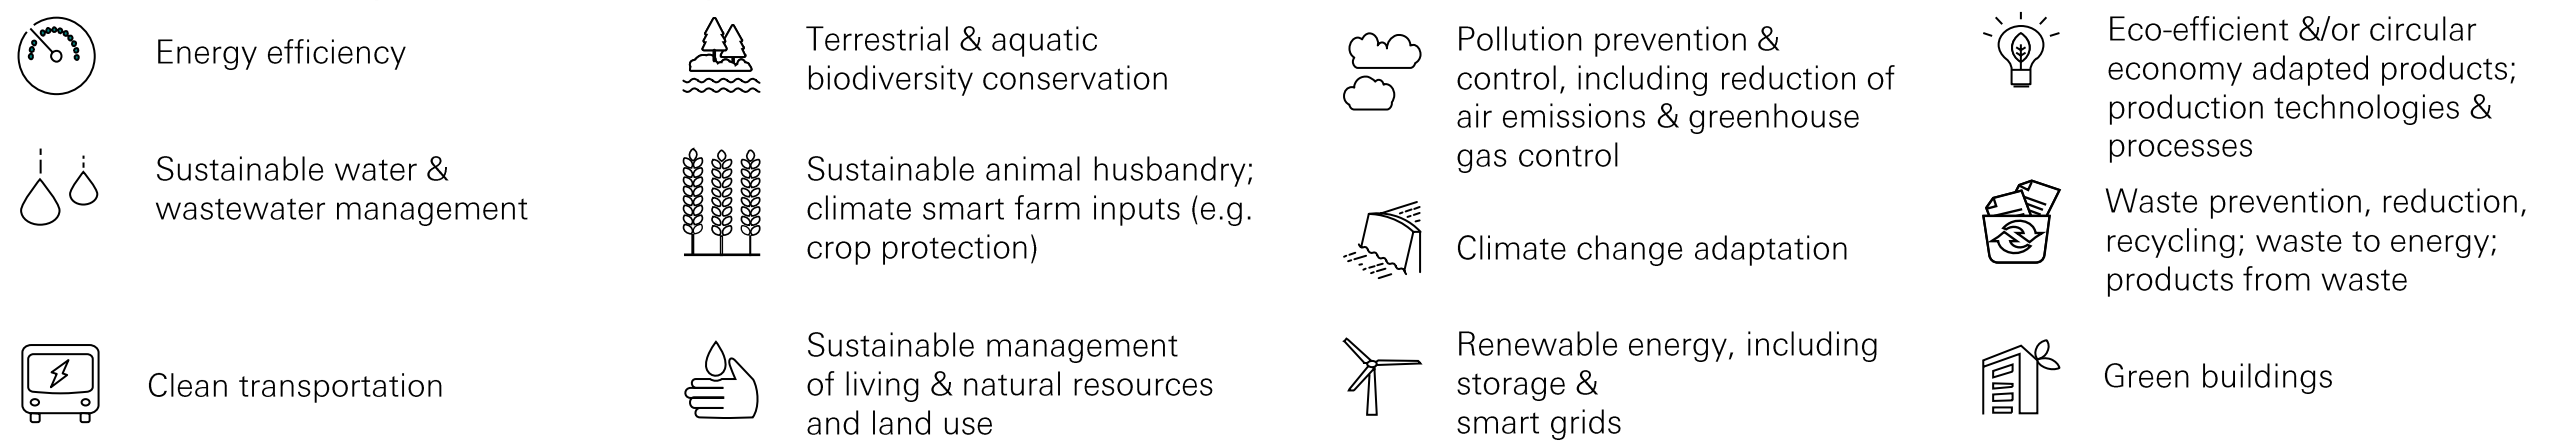 Energy efficiency
Sustainable water &
wastewater management
Clean transportation
Terrestrial & aquatic
biodiversity conservation
Sustainable animal husbandry;
climate smart farm inputs (e.g.
crop protection)
Sustainable management
of living & natural resources
and land use
Pollution prevention &
control, including reduction of
air emissions & greenhouse
gas control
Climate change adaptation
Renewable energy, including
storage &
smart grids
Eco-efficient &/or circular
economy adapted products;
production technologies &
processes
Waste prevention, reduction,
recycling; waste to energy;
products from waste
Green buildings